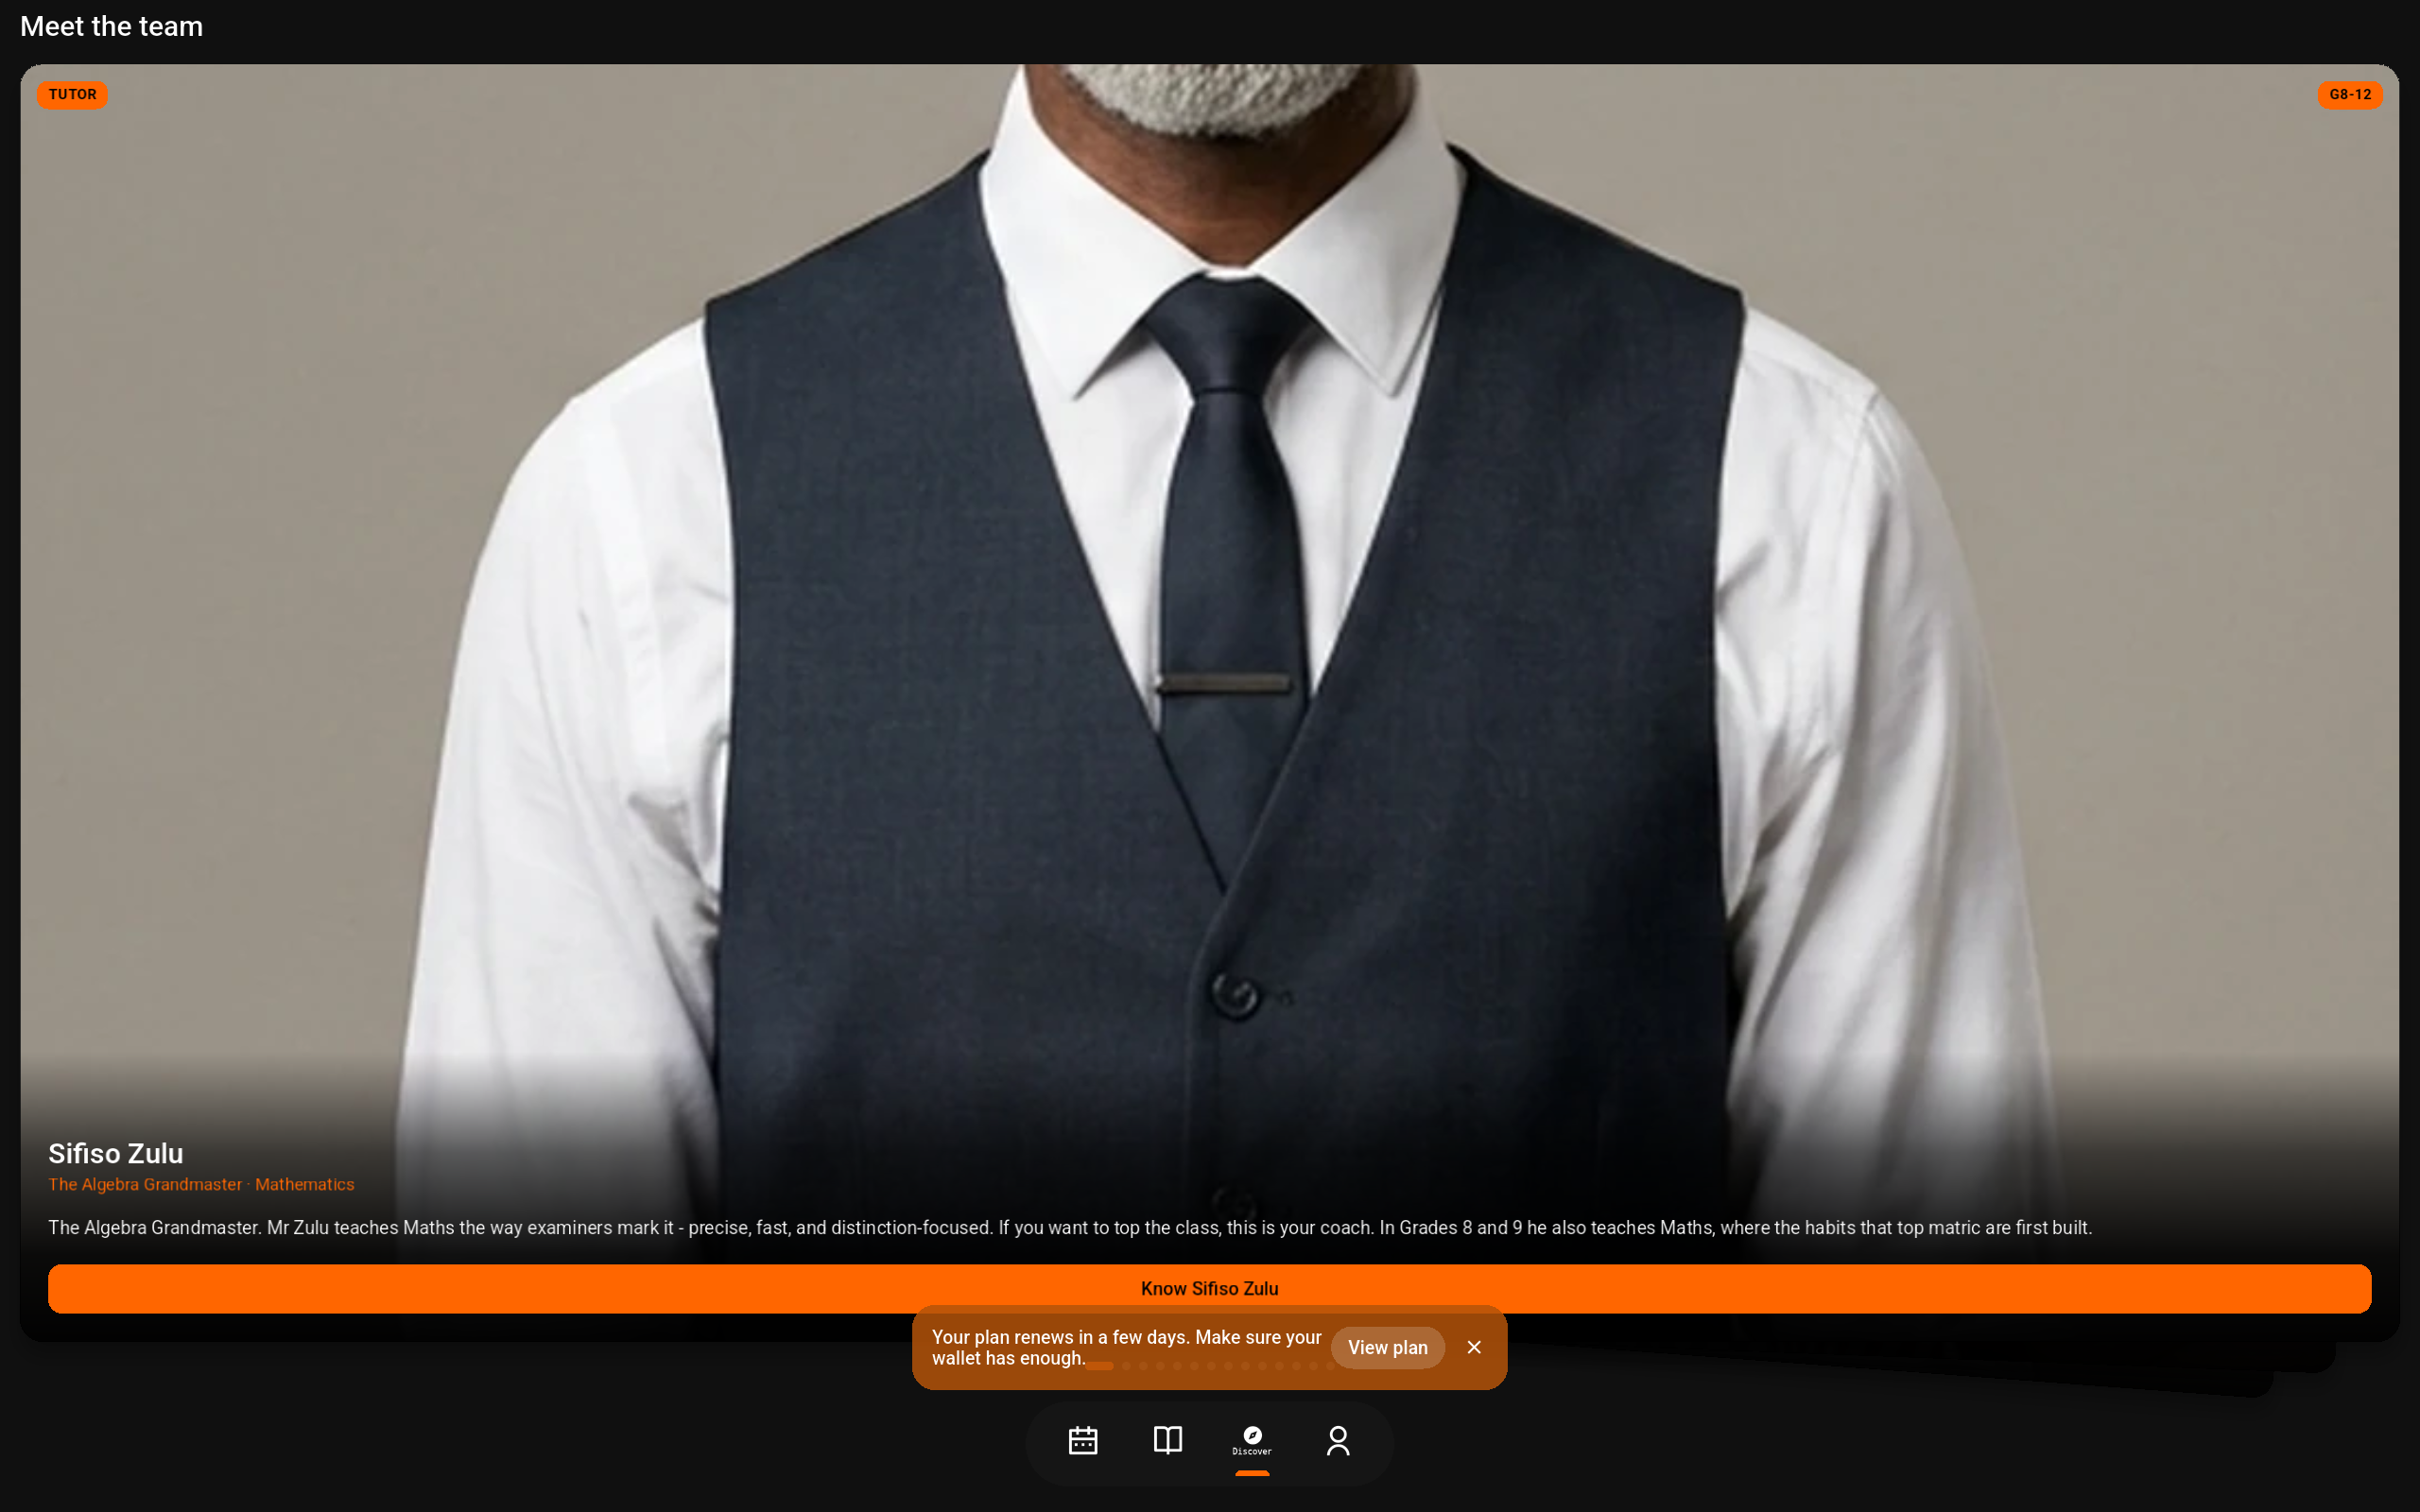 Meet the team
TUTOR
G8-12
Sifiso Zulu
The Algebra Grandmaster · Mathematics
The Algebra Grandmaster. Mr Zulu teaches Maths the way examiners mark it - precise, fast, and distinction-focused. If you want to top the class, this is your coach. In Grades 8 and 9 he also teaches Maths, where the habits that top matric are first built.
Know Sifiso Zulu
Your plan renews in a few days. Make sure your
wallet has enough.
View plan
Discover